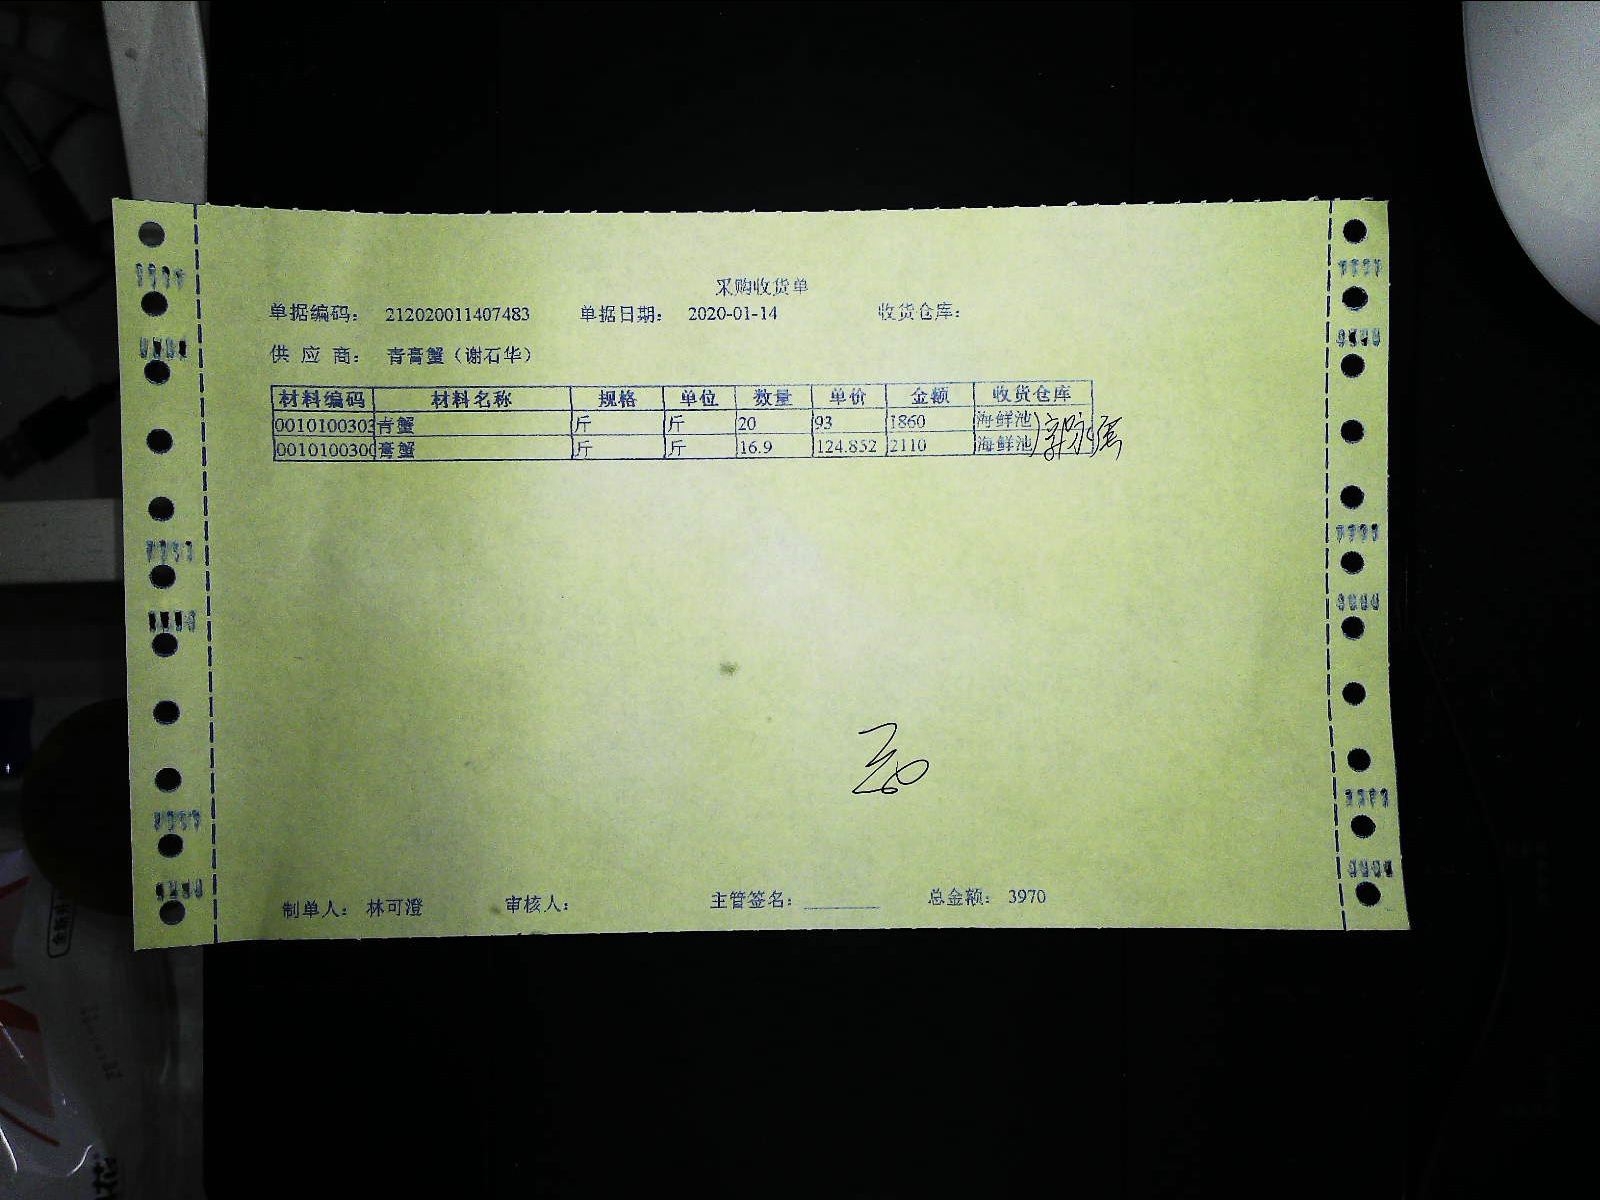 采购收货单
单据编码： 212020011407483 单据日期： 2020-01-14 收货仓库：
供 应 商： 青膏蟹（谢石华）
材料编码 材料名称 规格 单位 数量 单价 金额 收货仓库
0010100303 青蟹 斤 斤 20 93 1860 海鲜池
0010100300 膏蟹 斤 斤 16.9 124.852 2110 海鲜池
制单人： 林可澄 审核人： 主管签名： 总金额： 3970